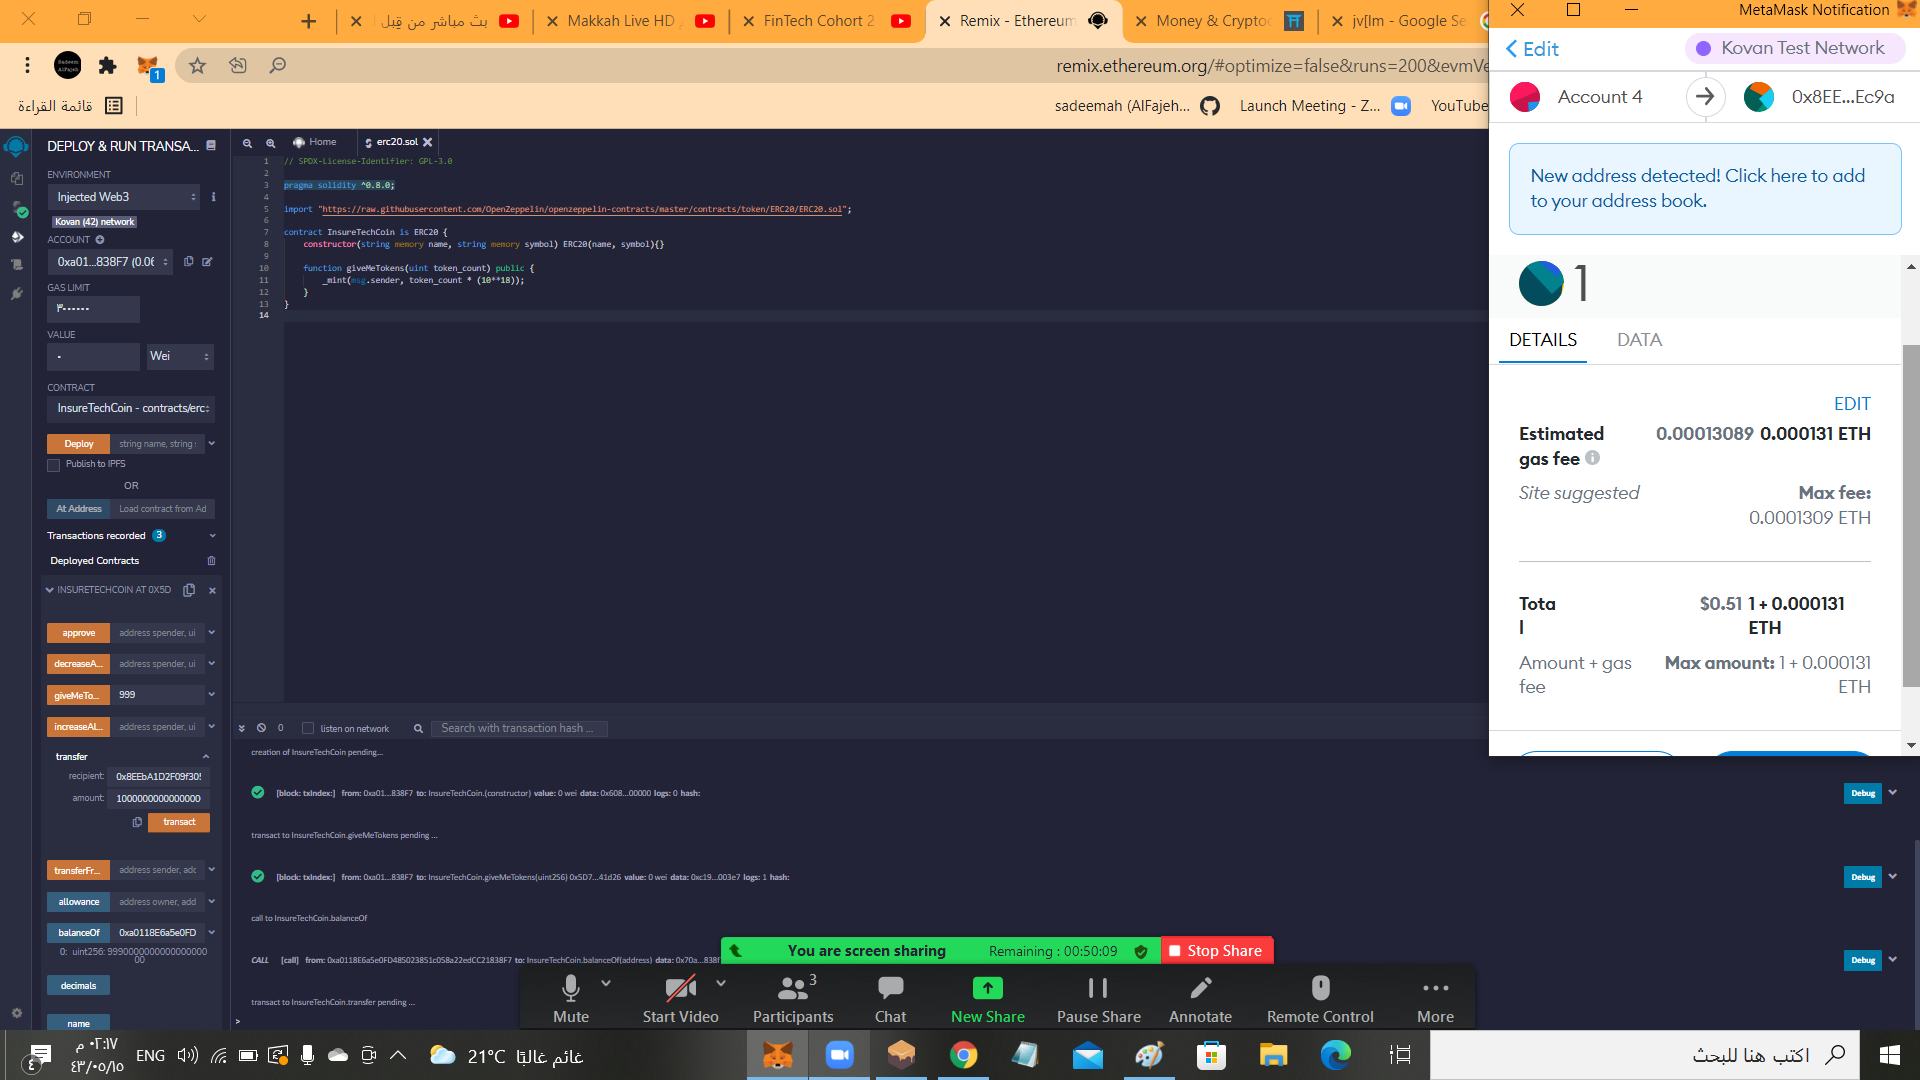 بث مباشر من قِبل
Makkah Live HD
FinTech Cohort 2
Remix - Ethereum
Money & Crypto
jv[lm - Google Se
remix.ethereum.org/#optimize=false&runs=200&evmVe
1
قائمة القراءة
sadeemah (AlFajeh...
Launch Meeting - Z...
YouTube
DEPLOY & RUN TRANSA...
ENVIRONMENT
Injected Web3
Kovan (42) network
ACCOUNT
0xa01...838F7 (0.06
GAS LIMIT
٣٠٠٠٠٠٠
VALUE
٠
Wei
CONTRACT
InsureTechCoin - contracts/erc
Deploy
string name, string
Publish to IPFS
OR
At Address
Load contract from Ad
Transactions recorded 3
Deployed Contracts
INSURETECHCOIN AT 0X5D
approve
address spender, ui
decreaseA...
address spender, ui
giveMeTo...
999
increaseAl...
address spender, ui
transfer
recipient: 0x8EEbA1D2F09f305
amount: 1000000000000000
transact
transferFr...
address sender, add
allowance
address owner, add
balanceOf
0xa0118E6a5e0FD
0: uint256: 9990000000000000000
00
decimals
name
Home
erc20.sol
1 // SPDX-License-Identifier: GPL-3.0
2
3 pragma solidity ^0.8.0;
4
5 import "https://raw.githubusercontent.com/OpenZeppelin/openzeppelin-contracts/master/contracts/token/ERC20/ERC20.sol";
6
7 contract InsureTechCoin is ERC20 {
8 constructor(string memory name, string memory symbol) ERC20(name, symbol){}
9
10 function giveMeTokens(uint token_count) public {
11 _mint(msg.sender, token_count * (10**18));
12 }
13 }
14
0
listen on network
Search with transaction hash ...
creation of InsureTechCoin pending...
[block: txIndex:] from: 0xa01...838F7 to: InsureTechCoin.(constructor) value: 0 wei data: 0x608...00000 logs: 0 hash:
Debug
transact to InsureTechCoin.giveMeTokens pending ...
[block: txIndex:] from: 0xa01...838F7 to: InsureTechCoin.giveMeTokens(uint256) 0x5D7...41d26 value: 0 wei data: 0xc19...003e7 logs: 1 hash:
Debug
call to InsureTechCoin.balanceOf
CALL [call] from: 0xa0118E6a5e0FD485023851c058a22edCC21838F7 to: InsureTechCoin.balanceOf(address) data: 0x70a...838f
Debug
transact to InsureTechCoin.transfer pending ...
>
MetaMask Notification
Edit
Kovan Test Network
Account 4
0x8EE...Ec9a
New address detected! Click here to add
to your address book.
1
DETAILS
DATA
EDIT
Estimated
gas fee
0.00013089 0.000131 ETH
Site suggested
Max fee:
0.0001309 ETH
Tota
l
$0.51 1 + 0.000131
ETH
Amount + gas
fee
Max amount: 1 + 0.000131
ETH
You are screen sharing
Remaining : 00:50:09
Stop Share
Mute
Start Video
3
Participants
Chat
New Share
Pause Share
Annotate
Remote Control
More
٤
٠٢:١٧ م
٤٣/٠٥/١٥
ENG
21°C غائم غالبًا
اكتب هنا للبحث